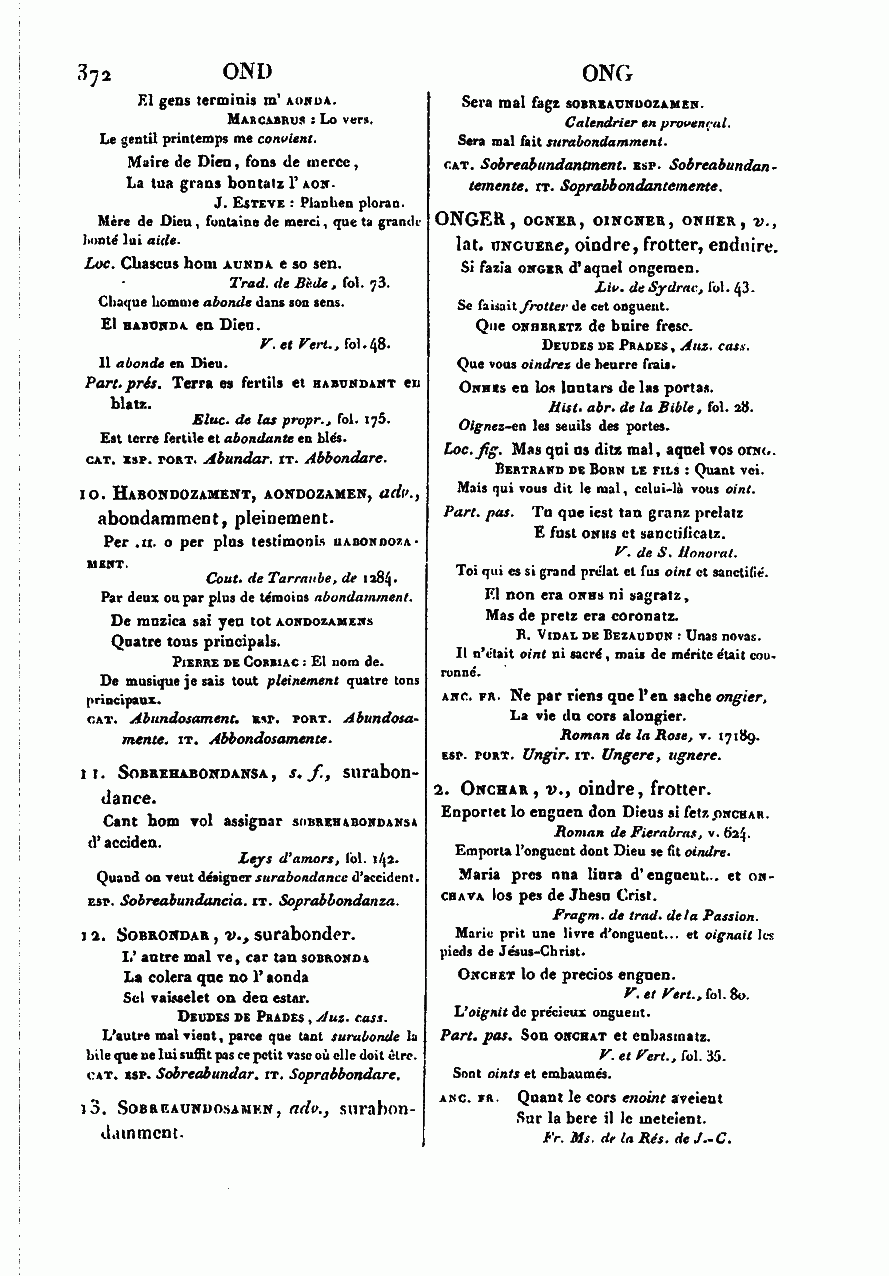 372 OND ONG
El gens terminis m' AONDA.
MARCABRUS : Lo vers.
Le gentil printemps me convient.
Maire de Dieu, fons de merce,
La tua grans bontatz l' AON.
J. ESTEVE : Planhen ploran.
Mère de Dieu, fontaine de merci, que ta grande
bonté lui aide.
Loc. Chascus hom AUNDA e so sen.
Trad. de Bède, fol. 73.
Chaque homme abonde dans son sens.
El HABUNDA en Dieu.
V. et Vert., fol. 48.
Il abonde en Dieu.
Part. prés. Terra es fertils et HABUNDANT en
blatz.
Eluc. de las propr., fol. 175.
Est terre fertile et abondante en blés.
CAT. ESP. PORT. Abundar. IT. Abbondare.
10. HABONDOZAMENT, AONDOZAMEN, adv.,
abondamment, pleinement.
Per .II. o per plus testimonis HABONDOZA-
MENT.
Cout. de Tarraube, de 1284.
Par deux ou par plus de témoins abondamment.
De muzica sai yeu tot AONDOZAMENS
Quatre tons principals.
PIERRE DE CORBIAC : El nom de.
De musique je sais tout pleinement quatre tons
principaux.
CAT. Abundosament. ESP. PORT. Abundosa-
mente. IT. Abbondosamente.
11. SOBREHABONDANSA, s. f., surabon-
dance.
Cant hom vol assignar SOBREHABONDANSA
d'acciden.
Leys d'amors, fol. 142.
Quand on veut désigner surabondance d'accident.
ESP. Sobreabundancia. IT. Soprabbondanza.
12. SOBRONDAR, v., surabonder.
L'autre mal ve, car tan SOBRONDA
La colera que no l'aonda
Sel vaisselet on deu estar.
DEUDES DE PRADES, Auz. cass.
L'autre mal vient, parce que tant surabonde la
bile que ne lui suffit pas ce petit vase où elle doit être.
CAT. ESP. Sobreabundar. IT. Soprabbondare.
13. SOBREAUNDOSAMEN, adv., surabon-
damment.
Sera mal fagz SOBREAUNDOZAMEN.
Calendrier en provençal.
Sera mal fait surabondamment.
CAT. Sobreabundantment. ESP. Sobreabundan-
temente. IT. Soprabbondantemente.
ONGER, OGNER, OINGNER, ONHER, v.,
lat. UNGUERe, oindre, frotter, enduire.
Si fazia ONGER d'aquel ongemen.
Liv. de Sydrac, fol. 43.
Se faisait frotter de cet onguent.
Que ONHERETZ de buire fresc.
DEUDES DE PRADES, Auz. cass.
Que vous oindrez de beurre frais.
ONHES en los luntars de las portas.
Hist. abr. de la Bible, fol. 28.
Oignez-en les seuils des portes.
Loc. fig. Mas qui us ditz mal, aquel vos OING.
BERTRAND DE BORN LE FILS : Quant vei.
Mais qui vous dit le mal, celui-là vous oint.
Part. pas. Tu que iest tan granz prelatz
E fust ONHS et sanctificatz.
V. de S. Honorat.
Toi qui es si grand prélat et fus oint et sanctifié.
El non era ONHS ni sagratz,
Mas de pretz era coronatz.
R. VIDAL DE BEZAUDUN : Unas novas.
Il n'était oint ni sacré, mais de mérite était cou-
ronné.
ANC. FR. Ne par riens que l'en sache ongier,
La vie du cors alongier.
Roman de la Rose, v. 17189.
ESP. PORT. Ungir. IT. Ungere, ugnere.
2. ONCHAR, v., oindre, frotter.
Enportet lo enguen don Dieus si fetz ONCHAR.
Roman de Fierabras, v. 624.
Emporta l'onguent dont Dieu se fit oindre.
Maria pres una liura d'enguent... et ON-
CHAVA los pes de Jhesu Crist.
Fragm. de trad. de la Passion.
Marie prit une livre d'onguent... et oignait les
pieds de Jésus-Christ.
ONCHET lo de precios enguen.
V. et Vert., fol. 80.
L'oignit de précieux onguent.
Part. pas. Son ONCHAT et enbasmatz.
V. et Vert., fol. 35.
Sont oints et embaumés.
ANC. FR. Quant le cors enoint aveient
Sur la bere il le meteient.
Fr. Ms. de la Rés. de J.-C.